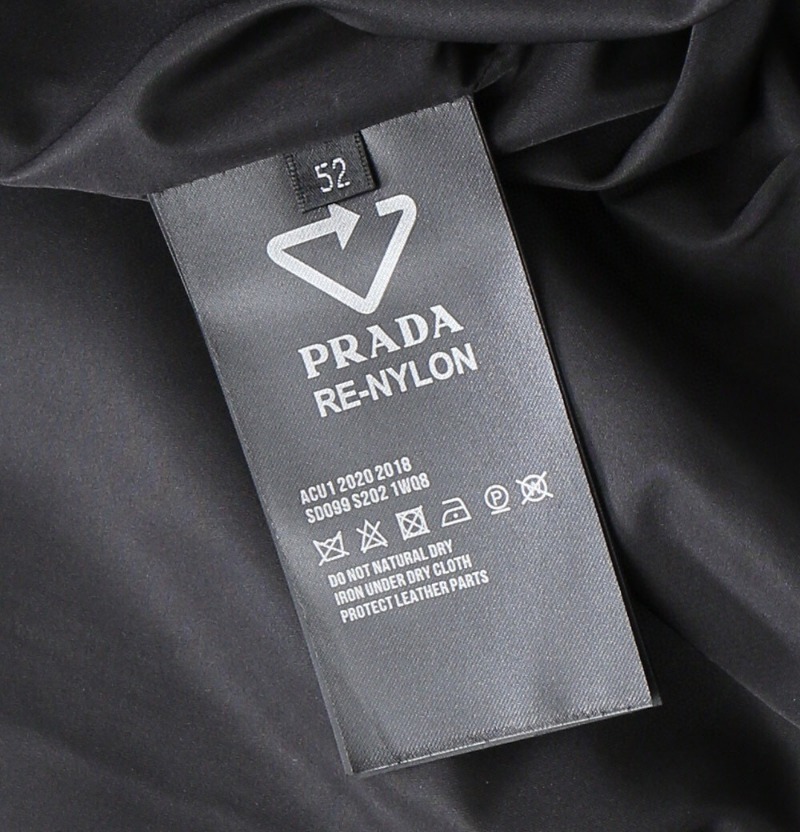 52
PRADA
RE-NYLON
ACU1 2020 2018
SD099 S202 1WQ8
P W
DO NOT NATURAL DRY
IRON UNDER DRY CLOTH
PROTECT LEATHER PARTS